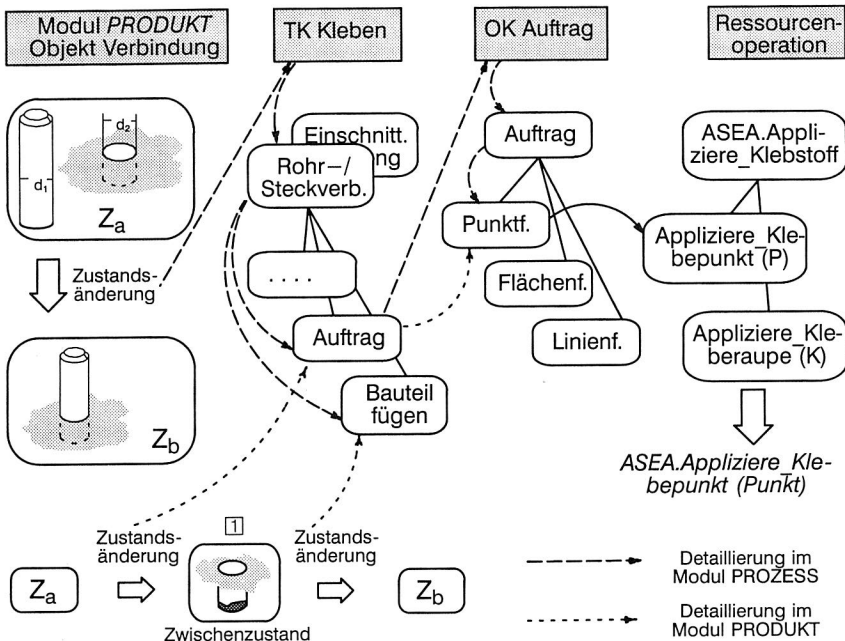 Modul PRODUKT
Objekt Verbindung
TK Kleben
OK Auftrag
Ressourcen-
operation
d1
d2
Za
Zustands-
änderung
Zb
Einschnitt.
ng
Rohr-/
Steckverb.
. . . .
Auftrag
Bauteil
fügen
Auftrag
Punktf.
Flächenf.
Linienf.
ASEA.Appli-
ziere_Klebstoff
Appliziere_Kle-
bepunkt (P)
Appliziere_Kle-
beraupe (K)
ASEA.Appliziere_Kle-
bepunkt (Punkt)
Za
Zustands-
änderung
1
Zwischenzustand
Zustands-
änderung
Zb
Detaillierung im
Modul PROZESS
Detaillierung im
Modul PRODUKT